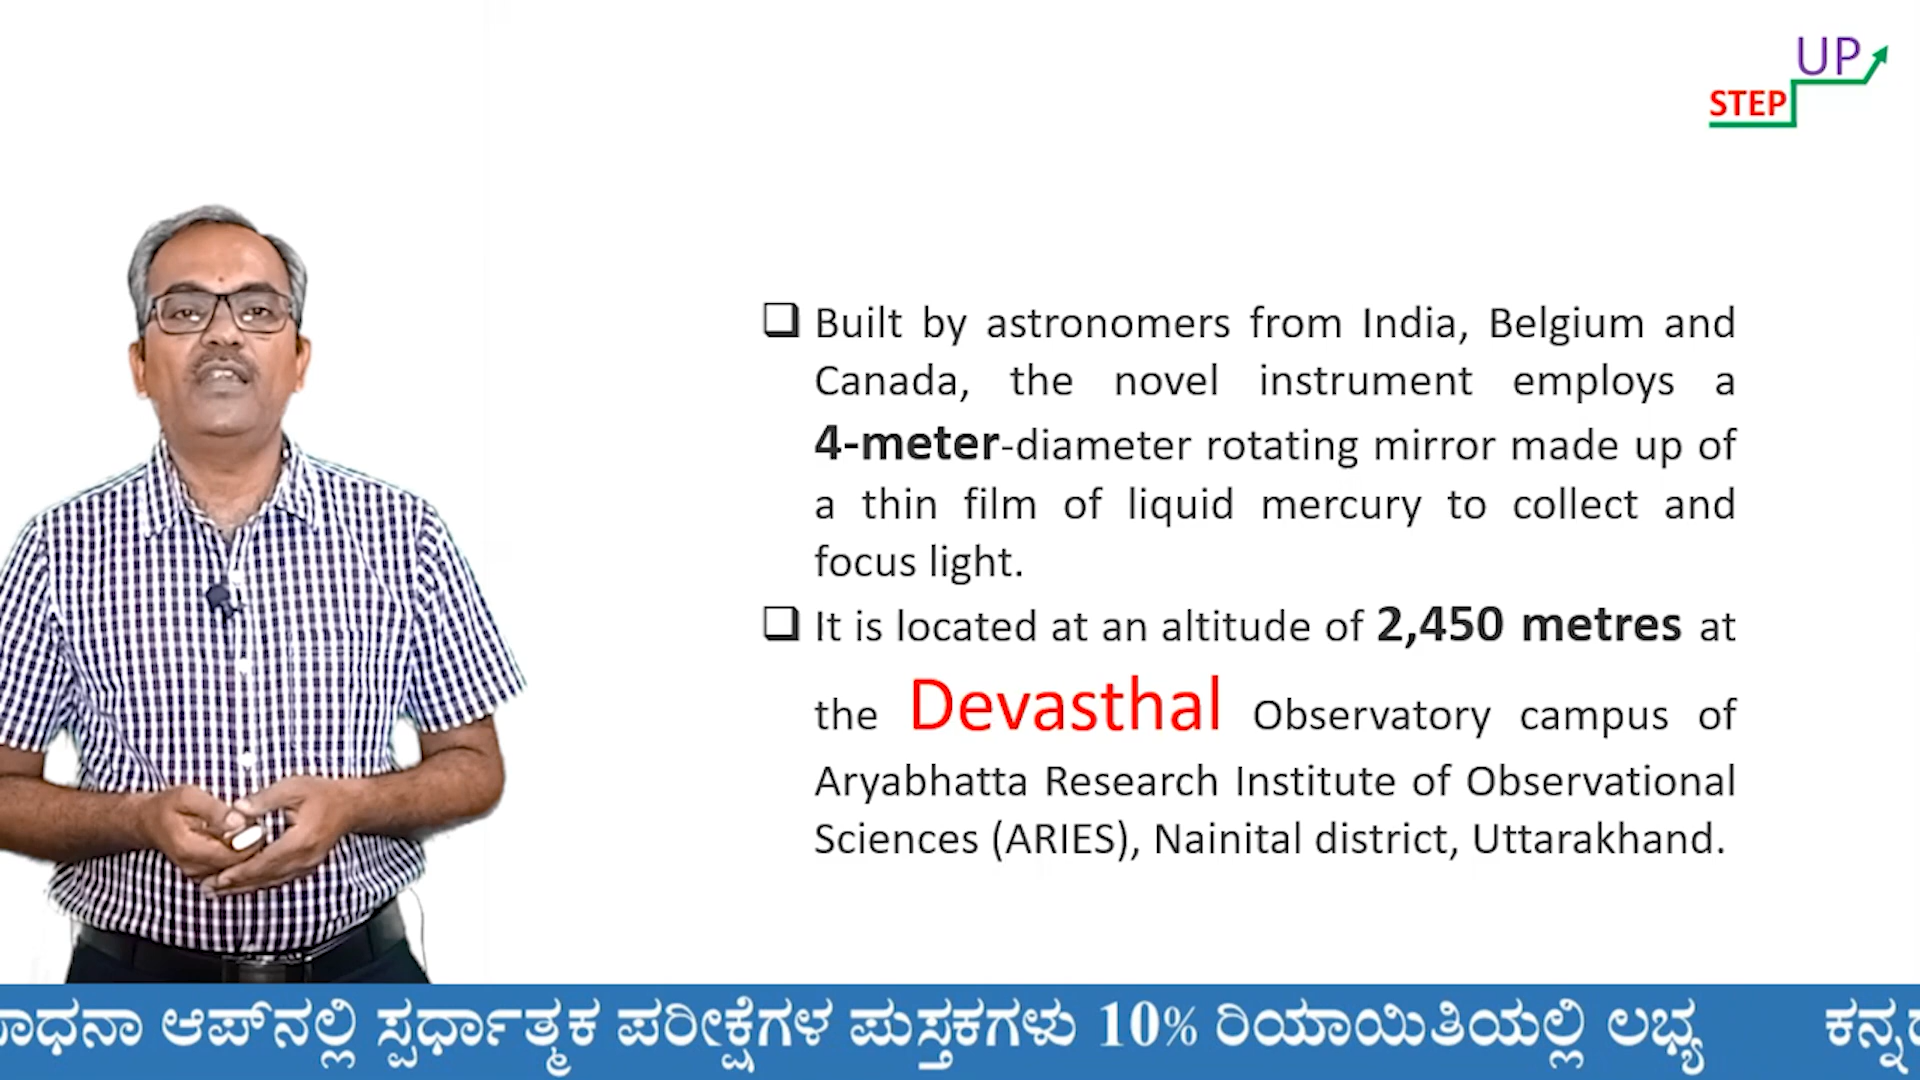 UP
STEP
Built by astronomers from India, Belgium and
Canada, the novel instrument employs a
4-meter-diameter rotating mirror made up of
a thin film of liquid mercury to collect and
focus light.
It is located at an altitude of 2,450 metres at
the Devasthal Observatory campus of
Aryabhatta Research Institute of Observational
Sciences (ARIES), Nainital district, Uttarakhand.
ಆಪ್‌ನಲ್ಲಿ ಸ್ಪರ್ಧಾತ್ಮಕ ಪರೀಕ್ಷೆಗಳ ಪುಸ್ತಕಗಳು 10% ರಿಯಾಯಿತಿಯಲ್ಲಿ ಲಭ್ಯ